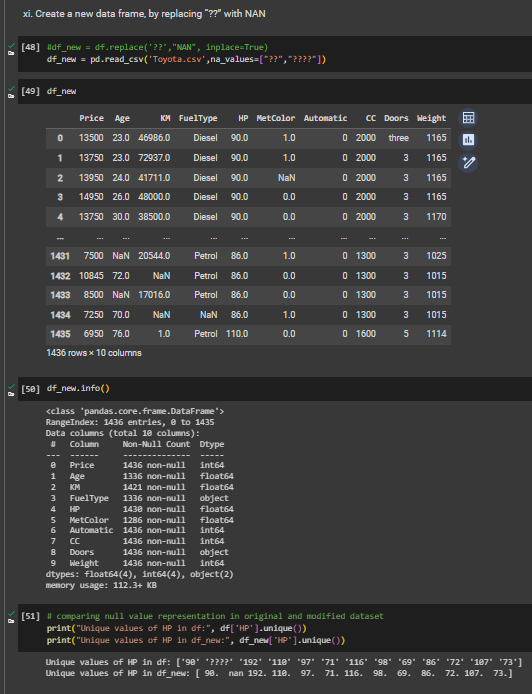 xi. Create a new data frame, by replacing "??" with NAN
[48] #df_new = df.replace('??',"NAN", inplace=True)
df_new = pd.read_csv('Toyota.csv',na_values=["??","????"])
[49] df_new
Price Age KM FuelType HP MetColor Automatic CC Doors Weight
0 13500 23.0 46986.0 Diesel 90.0 1.0 0 2000 three 1165
1 13750 23.0 72937.0 Diesel 90.0 1.0 0 2000 3 1165
2 13950 24.0 41711.0 Diesel 90.0 NaN 0 2000 3 1165
3 14950 26.0 48000.0 Diesel 90.0 0.0 0 2000 3 1165
4 13750 30.0 38500.0 Diesel 90.0 0.0 0 2000 3 1170
... ... ... ... ... ... ... ... ... ... ...
1431 7500 NaN 20544.0 Petrol 86.0 1.0 0 1300 3 1025
1432 10845 72.0 NaN Petrol 86.0 0.0 0 1300 3 1015
1433 8500 NaN 17016.0 Petrol 86.0 0.0 0 1300 3 1015
1434 7250 70.0 NaN NaN 86.0 1.0 0 1300 3 1015
1435 6950 76.0 1.0 Petrol 110.0 0.0 0 1600 5 1114
1436 rows × 10 columns
[50] df_new.info()
<class 'pandas.core.frame.DataFrame'>
RangeIndex: 1436 entries, 0 to 1435
Data columns (total 10 columns):
# Column Non-Null Count Dtype
--- ------ -------------- -----
0 Price 1436 non-null int64
1 Age 1336 non-null float64
2 KM 1421 non-null float64
3 FuelType 1336 non-null object
4 HP 1430 non-null float64
5 MetColor 1286 non-null float64
6 Automatic 1436 non-null int64
7 CC 1436 non-null int64
8 Doors 1436 non-null object
9 Weight 1436 non-null int64
dtypes: float64(4), int64(4), object(2)
memory usage: 112.3+ KB
[51] # comparing null value representation in original and modified dataset
print("Unique values of HP in df:", df['HP'].unique())
print("Unique values of HP in df_new:", df_new['HP'].unique())
Unique values of HP in df: ['90' '????' '192' '110' '97' '71' '116' '98' '69' '86' '72' '107' '73']
Unique values of HP in df_new: [ 90. nan 192. 110. 97. 71. 116. 98. 69. 86. 72. 107. 73.]